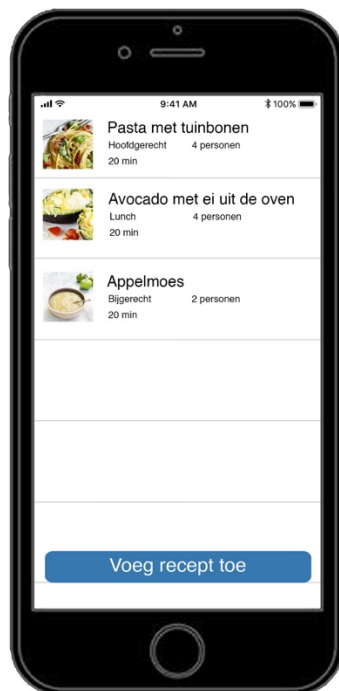 9:41 AM 100%
Pasta met tuinbonen
Hoofdgerecht 4 personen
20 min
Avocado met ei uit de oven
Lunch 4 personen
20 min
Appelmoes
Bijgerecht 2 personen
20 min
Voeg recept toe